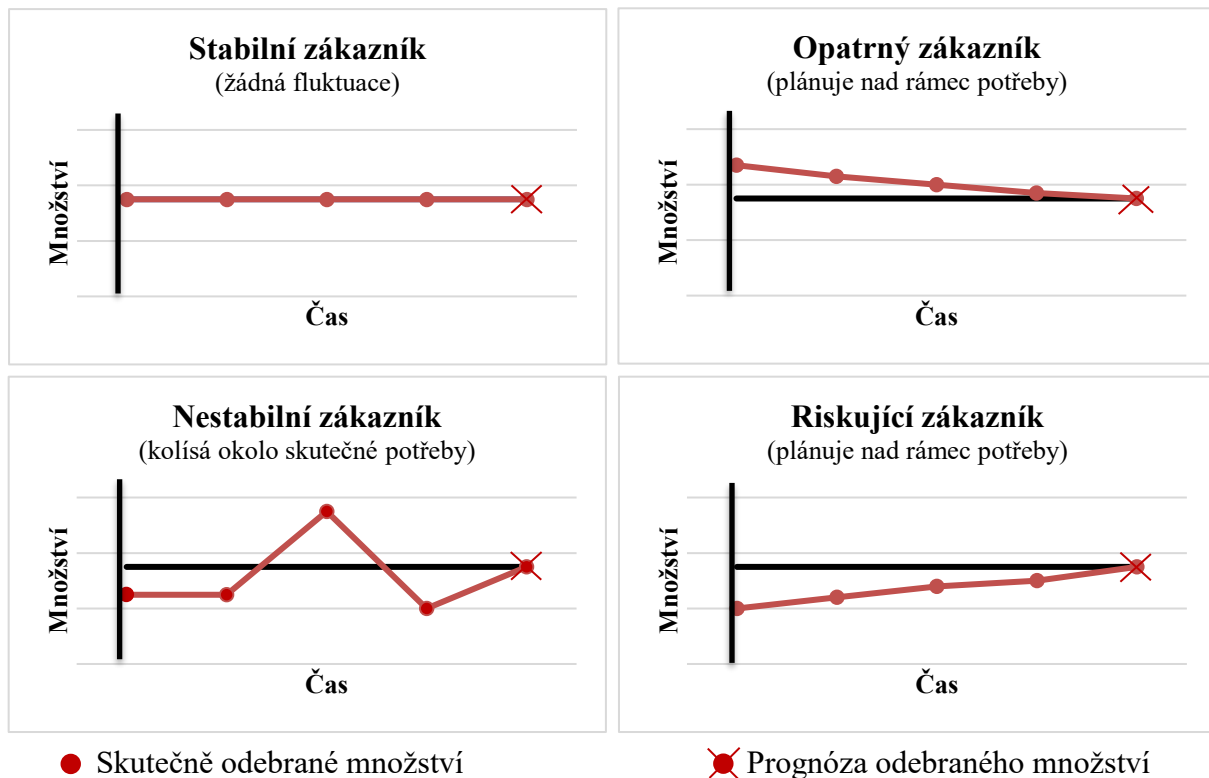 Stabilní zákazník
(žádná fluktuace)
Množství
Čas
Opatrný zákazník
(plánuje nad rámec potřeby)
Množství
Čas
Nestabilní zákazník
(kolísá okolo skutečné potřeby)
Množství
Čas
Riskující zákazník
(plánuje nad rámec potřeby)
Množství
Čas
Skutečně odebrané množství
Prognóza odebraného množství